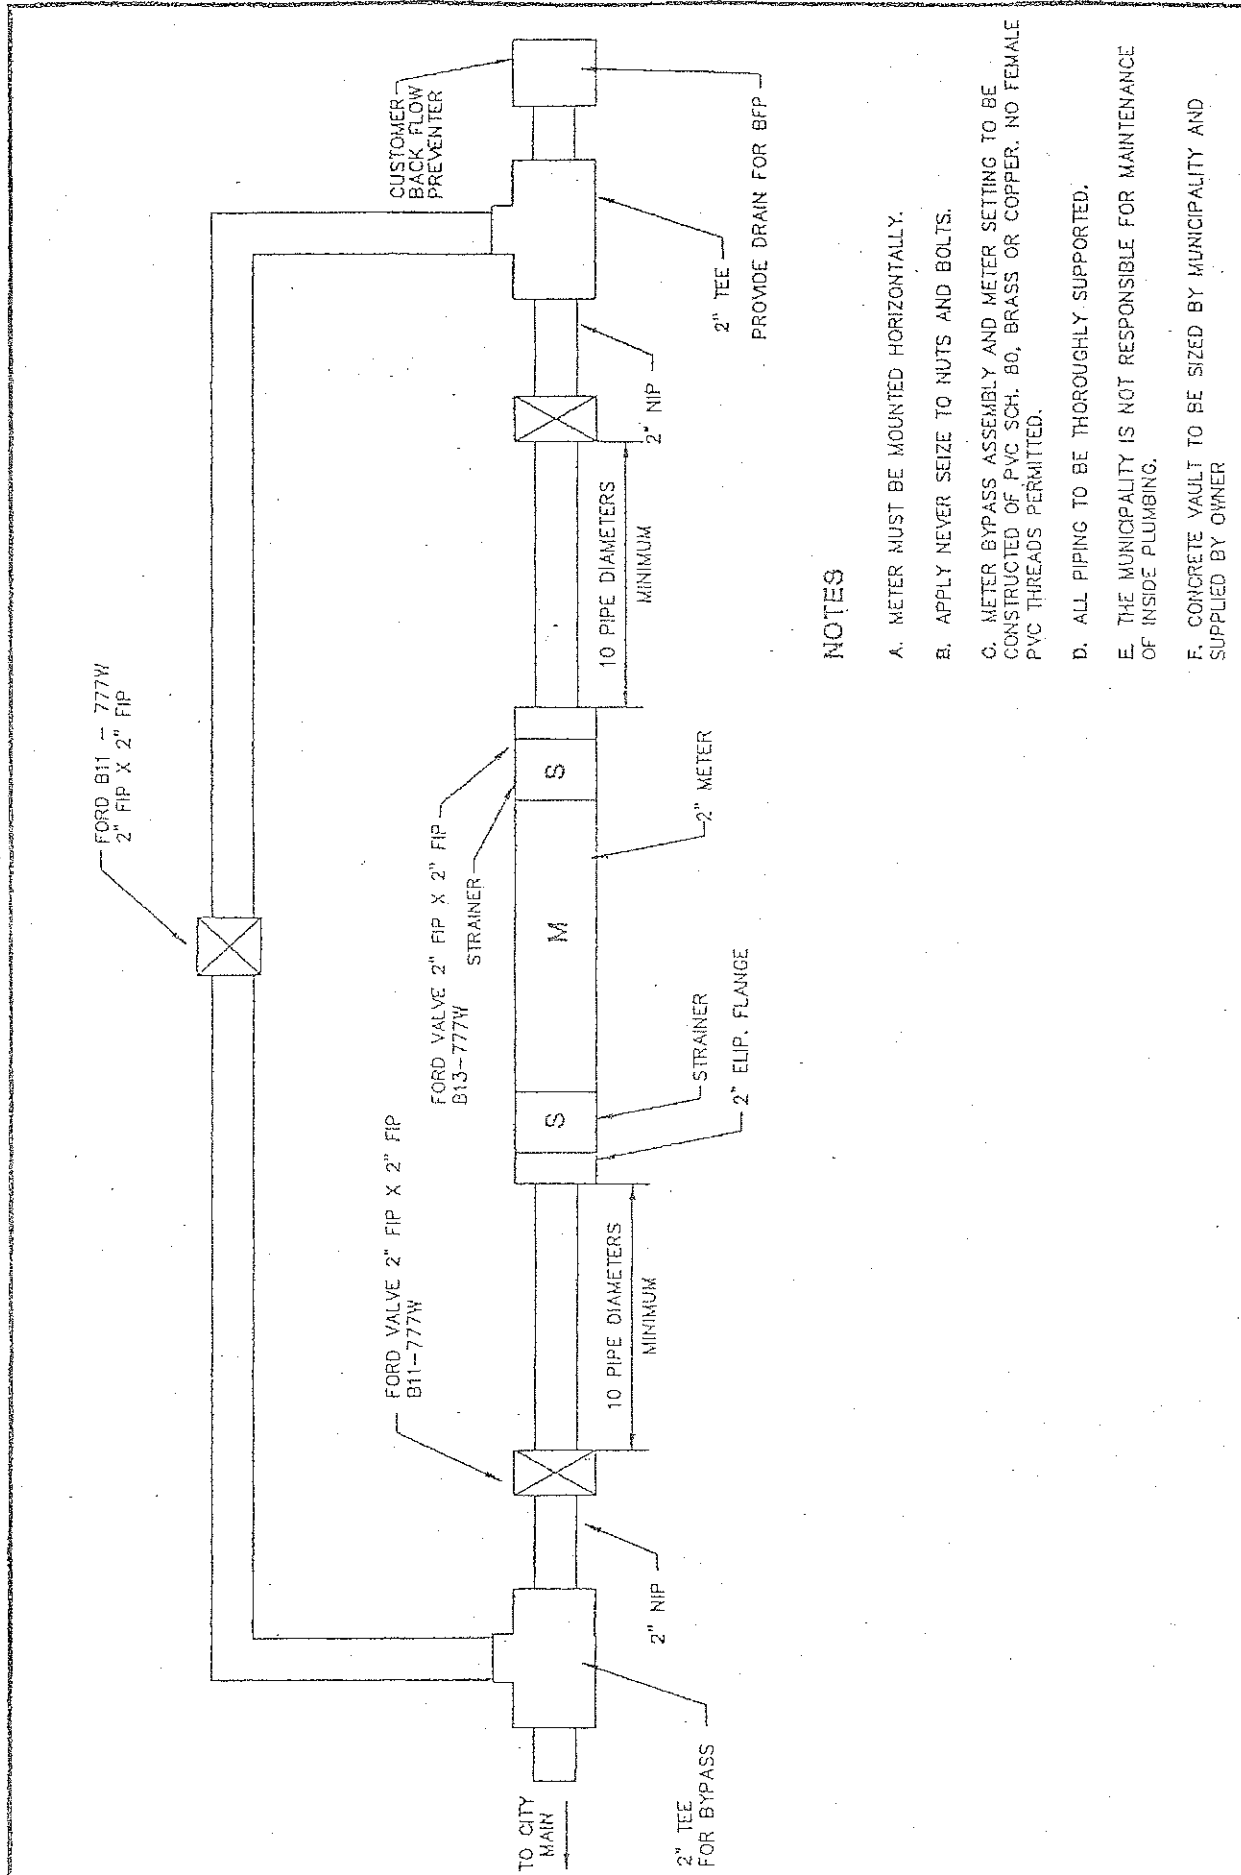 FORD B11 - 777W
2" FIP X 2" FIP
CUSTOMER
BACK FLOW
PREVENTER
FORD VALVE 2" FIP X 2" FIP
B11-777W
FORD VALVE 2" FIP X 2" FIP
B13-777W
STRAINER
TO CITY
MAIN
S
M
S
2" NIP
10 PIPE DIAMETERS
MINIMUM
STRAINER
2" ELIP. FLANGE
2" METER
10 PIPE DIAMETERS
MINIMUM
2" NIP
2" TEE
FOR BYPASS
2" TEE
PROVIDE DRAIN FOR BFP
NOTES
A. METER MUST BE MOUNTED HORIZONTALLY.
B. APPLY NEVER SEIZE TO NUTS AND BOLTS.
C. METER BYPASS ASSEMBLY AND METER SETTING TO BE
CONSTRUCTED OF PVC SCH. 80, BRASS OR COPPER. NO FEMALE
PVC THREADS PERMITTED.
D. ALL PIPING TO BE THOROUGHLY SUPPORTED.
E. THE MUNICIPALITY IS NOT RESPONSIBLE FOR MAINTENANCE
OF INSIDE PLUMBING.
F. CONCRETE VAULT TO BE SIZED BY MUNICIPALITY AND
SUPPLIED BY OWNER